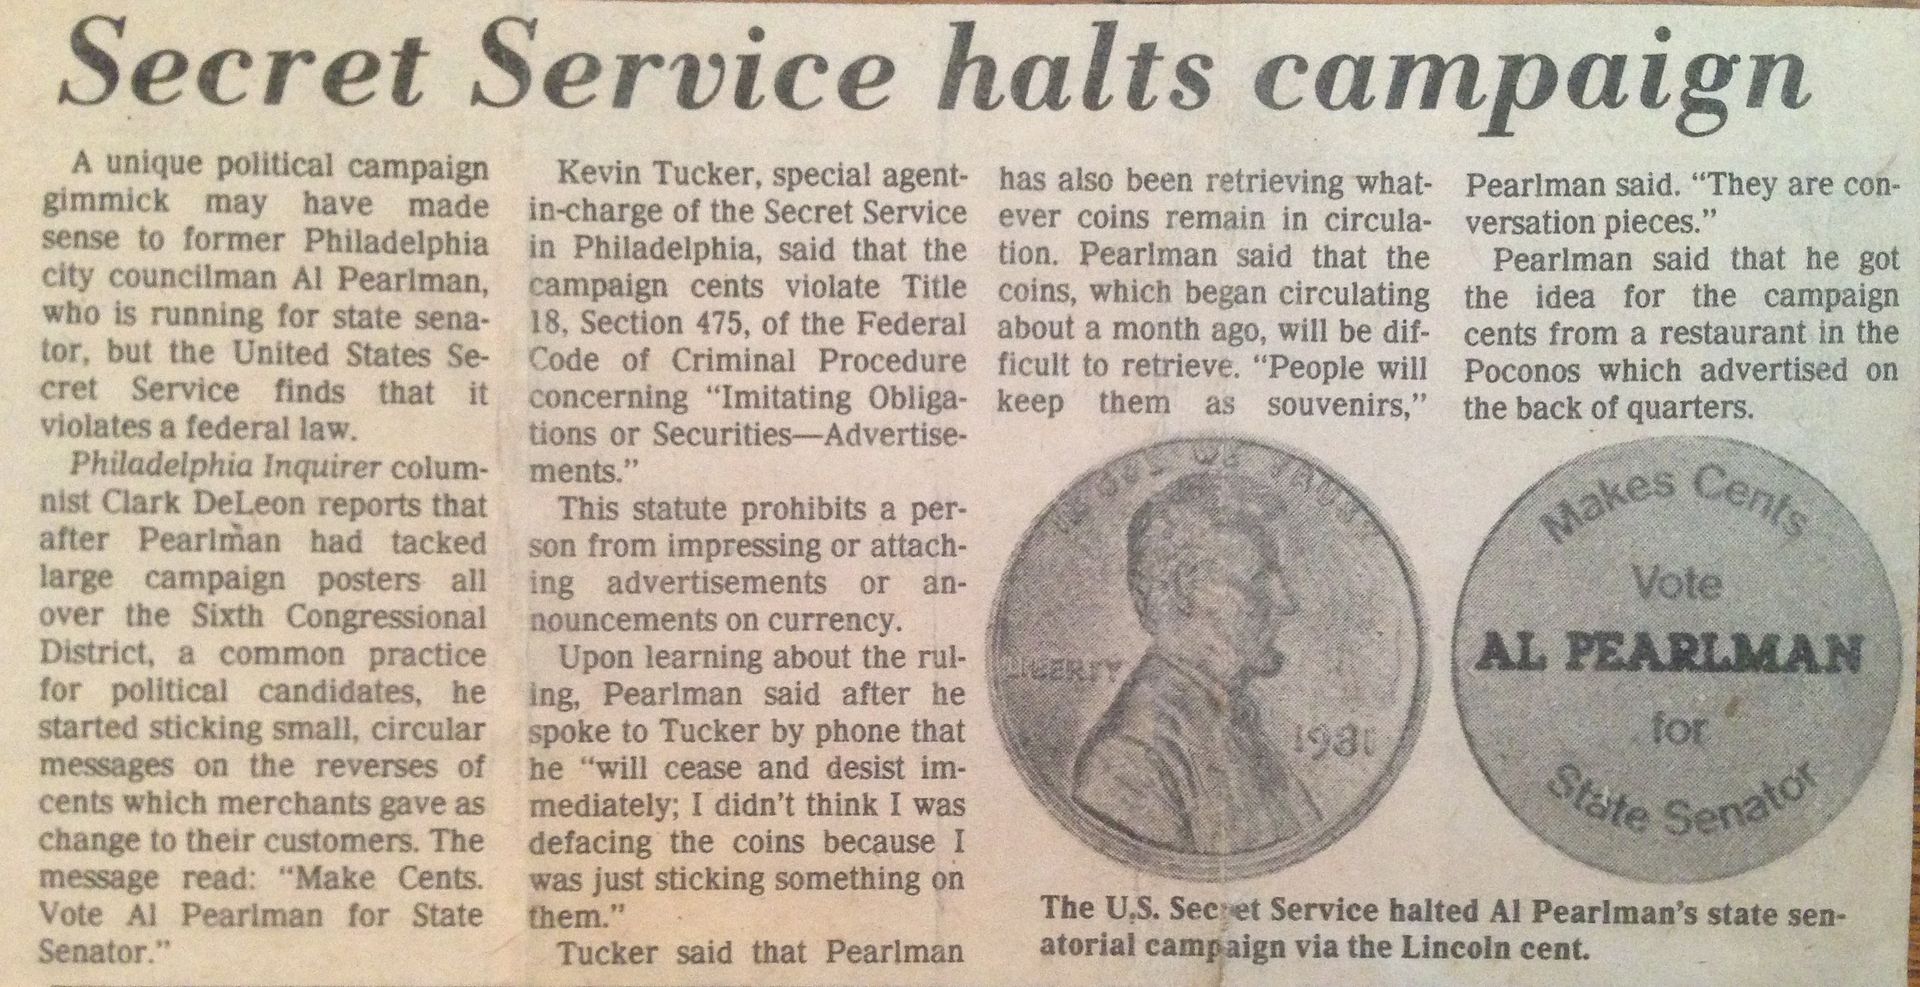 Secret Service halts campaign
A unique political campaign
gimmick may have made
sense to former Philadelphia
city councilman Al Pearlman,
who is running for state sena-
tor, but the United States Se-
cret Service finds that it
violates a federal law.
Philadelphia Inquirer colum-
nist Clark DeLeon reports that
after Pearlman had tacked
large campaign posters all
over the Sixth Congressional
District, a common practice
for political candidates, he
started sticking small, circular
messages on the reverses of
cents which merchants gave as
change to their customers. The
message read: “Make Cents.
Vote Al Pearlman for State
Senator.”
Kevin Tucker, special agent-
in-charge of the Secret Service
in Philadelphia, said that the
campaign cents violate Title
18, Section 475, of the Federal
Code of Criminal Procedure
concerning “Imitating Obliga-
tions or Securities—Advertise-
ments.”
This statute prohibits a per-
son from impressing or attach-
ing advertisements or an-
nouncements on currency.
Upon learning about the rul-
ing, Pearlman said after he
spoke to Tucker by phone that
he “will cease and desist im-
mediately; I didn’t think I was
defacing the coins because I
was just sticking something on
them.”
Tucker said that Pearlman
has also been retrieving what-
ever coins remain in circula-
tion. Pearlman said that the
coins, which began circulating
about a month ago, will be dif-
ficult to retrieve. “People will
keep them as souvenirs,”
Pearlman said. “They are con-
versation pieces.”
Pearlman said that he got
the idea for the campaign
cents from a restaurant in the
Poconos which advertised on
the back of quarters.
IN GOD WE TRUST
LIBERTY
1981
Makes Cents
Vote
AL PEARLMAN
for
State Senator
The U.S. Secret Service halted Al Pearlman’s state sen-
atorial campaign via the Lincoln cent.